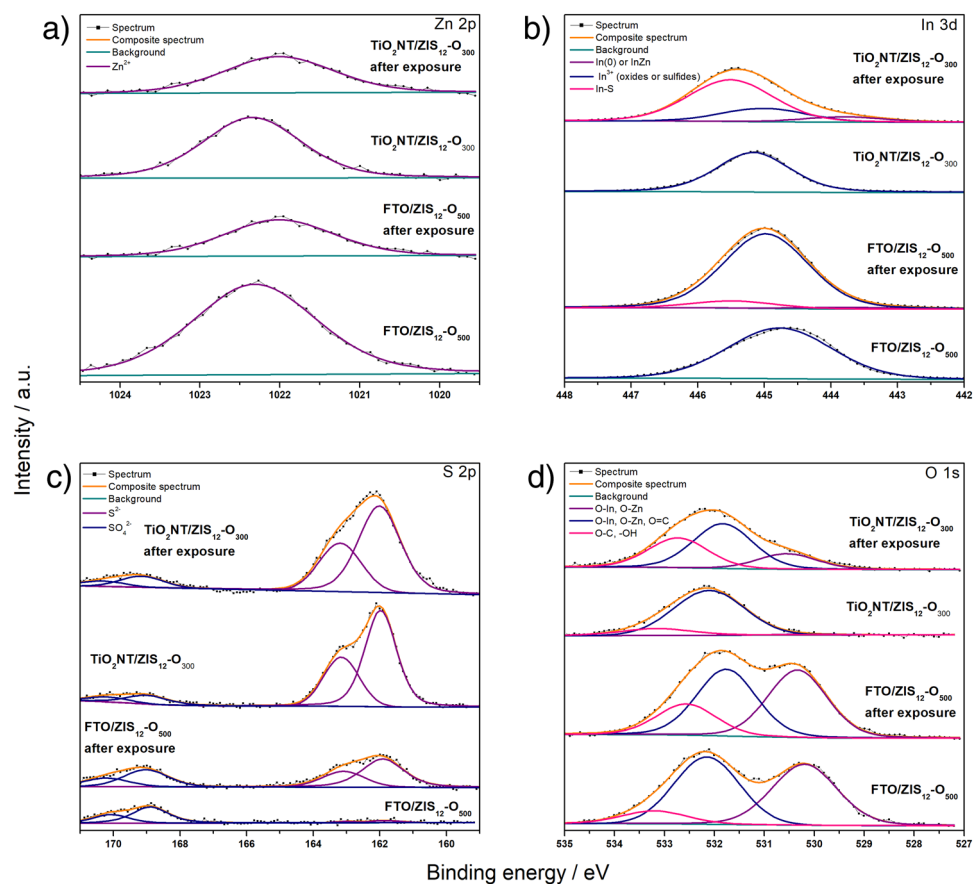 a)
Zn 2p
Spectrum
Composite spectrum
Background
Zn²⁺
TiO₂NT/ZIS₁₂-O₃₀₀
after exposure
TiO₂NT/ZIS₁₂-O₃₀₀
FTO/ZIS₁₂-O₅₀₀
after exposure
FTO/ZIS₁₂-O₅₀₀
1024 1023 1022 1021 1020
b)
In 3d
Spectrum
Composite spectrum
Background
In(0) or InZn
In³⁺ (oxides or sulfides)
In-S
TiO₂NT/ZIS₁₂-O₃₀₀
after exposure
TiO₂NT/ZIS₁₂-O₃₀₀
FTO/ZIS₁₂-O₅₀₀
after exposure
FTO/ZIS₁₂-O₅₀₀
448 447 446 445 444 443 442
Intensity / a.u.
c)
S 2p
Spectrum
Composite spectrum
Background
S²⁻
SO₄²⁻
TiO₂NT/ZIS₁₂-O₃₀₀
after exposure
TiO₂NT/ZIS₁₂-O₃₀₀
FTO/ZIS₁₂-O₅₀₀
after exposure
FTO/ZIS₁₂-O₅₀₀
170 168 166 164 162 160
d)
O 1s
Spectrum
Composite spectrum
Background
O-In, O-Zn
O-In, O-Zn, O=C
O-C, -OH
TiO₂NT/ZIS₁₂-O₃₀₀
after exposure
TiO₂NT/ZIS₁₂-O₃₀₀
FTO/ZIS₁₂-O₅₀₀
after exposure
FTO/ZIS₁₂-O₅₀₀
535 534 533 532 531 530 529 528 527
Binding energy / eV